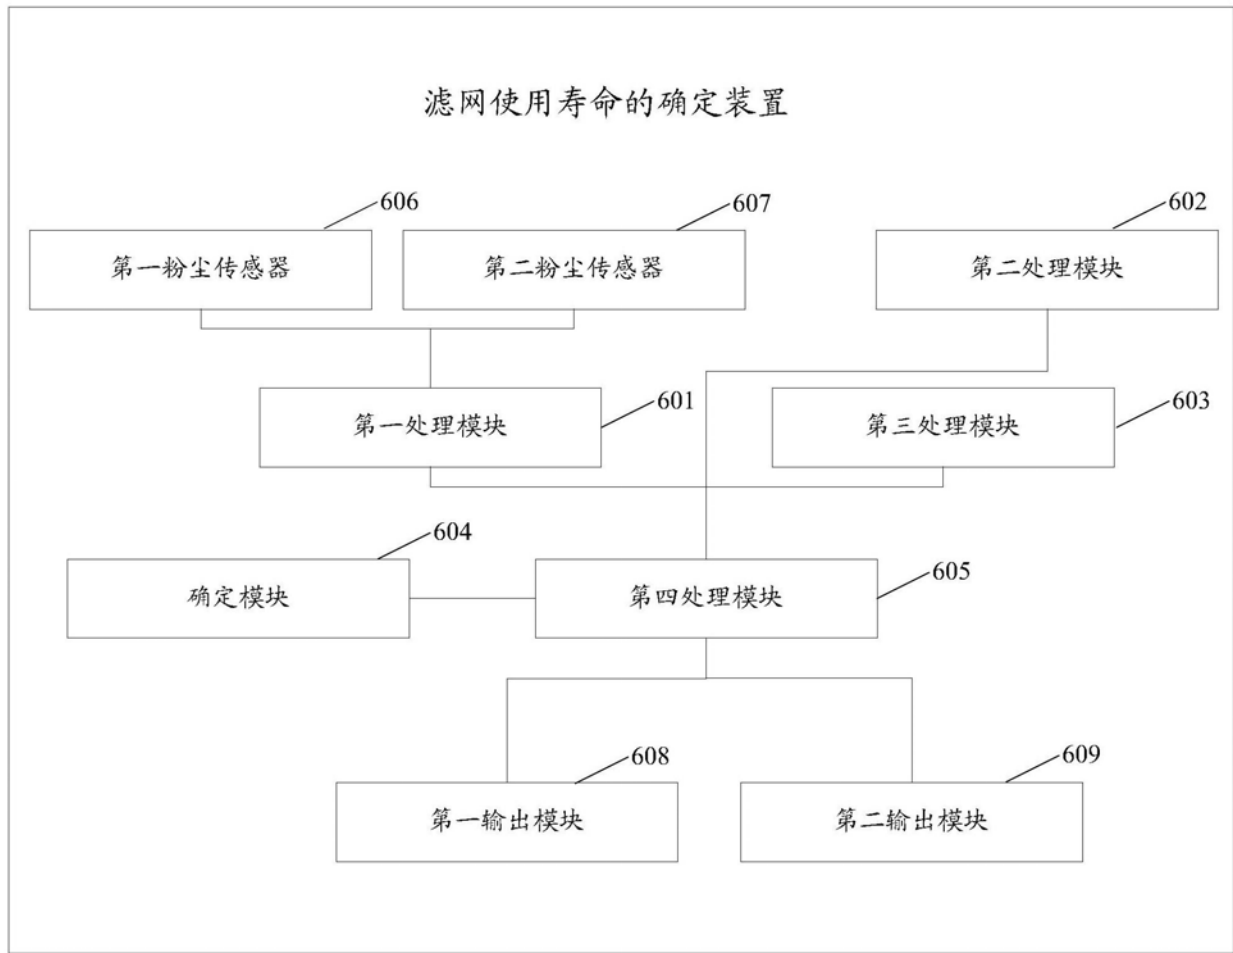 滤网使用寿命的确定装置
606
607
602
第一粉尘传感器
第二粉尘传感器
第二处理模块
601
603
第一处理模块
第三处理模块
604
605
确定模块
第四处理模块
608
609
第一输出模块
第二输出模块